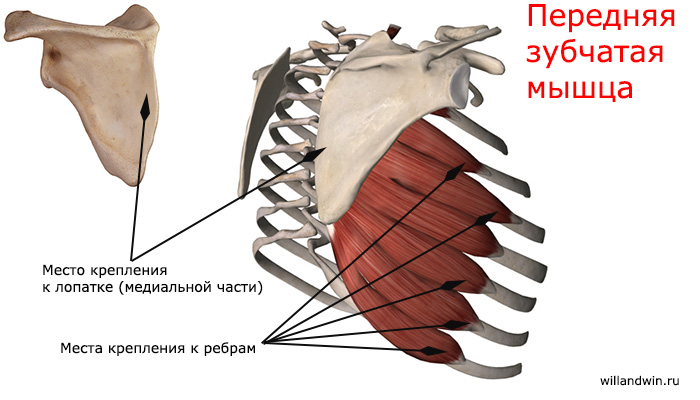 Передняя
зубчатая
мышца
Место крепления
к лопатке (медиальной части)
Места крепления к ребрам
willandwin.ru